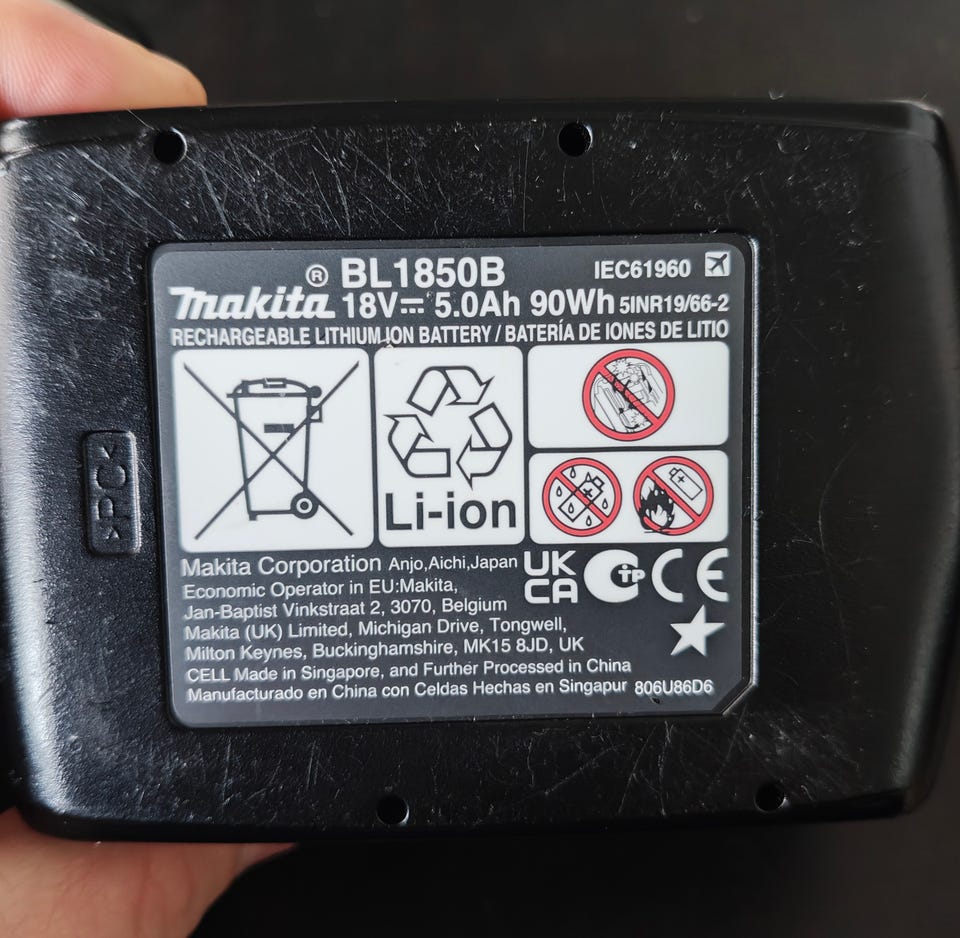 ® BL1850B IEC61960
makita 18V 5.0Ah 90Wh 5INR19/66-2
RECHARGEABLE LITHIUM ION BATTERY / BATERÍA DE IONES DE LITIO
>PC<
Li-ion
Makita Corporation Anjo,Aichi,Japan
Economic Operator in EU:Makita,
Jan-Baptist Vinkstraat 2, 3070, Belgium
Makita (UK) Limited, Michigan Drive, Tongwell,
Milton Keynes, Buckinghamshire, MK15 8JD, UK
CELL Made in Singapore, and Further Processed in China
Manufacturado en China con Celdas Hechas en Singapur 806U86D6
UK
CA
TP
CE